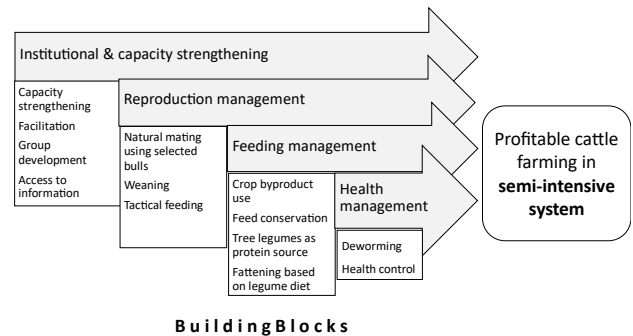 Institutional & capacity strengthening
Capacity
strengthening
Facilitation
Group
development
Access to
information
Reproduction management
Natural mating
using selected
bulls
Weaning
Tactical feeding
Feeding management
Crop byproduct
use
Feed conservation
Tree legumes as
protein source
Fattening based
on legume diet
Health
management
Deworming
Health control
Profitable cattle
farming in
semi-intensive
system
BuildingBlocks